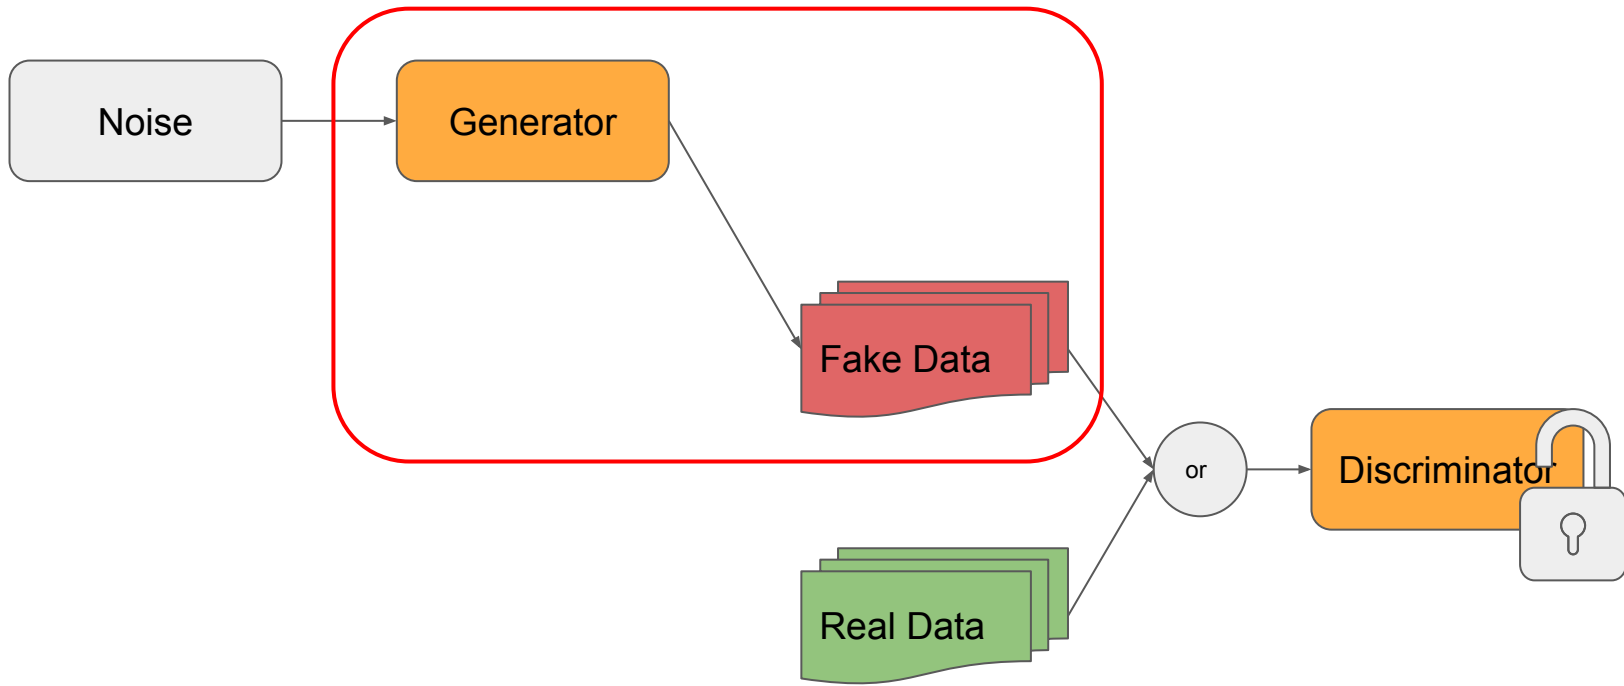 Noise
Generator
Fake Data
or
Discriminator
Real Data